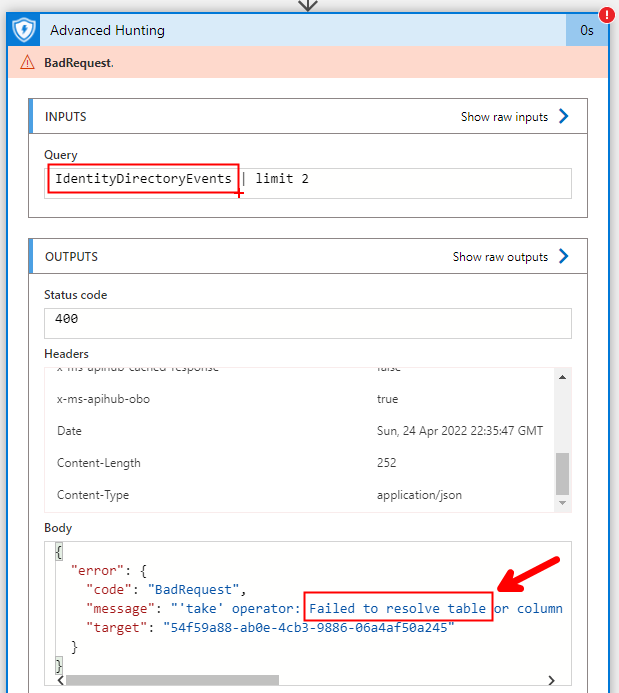 Advanced Hunting
0s
!
BadRequest.
INPUTS
Show raw inputs
Query
IdentityDirectoryEvents | limit 2
OUTPUTS
Show raw outputs
Status code
400
Headers
x-ms-apihub-cached-response false
x-ms-apihub-obo true
Date Sun, 24 Apr 2022 22:35:47 GMT
Content-Length 252
Content-Type application/json
Body
{
"error": {
"code": "BadRequest",
"message": "'take' operator: Failed to resolve table or column
"target": "54f59a88-ab0e-4cb3-9886-06a4af50a245"
}
}